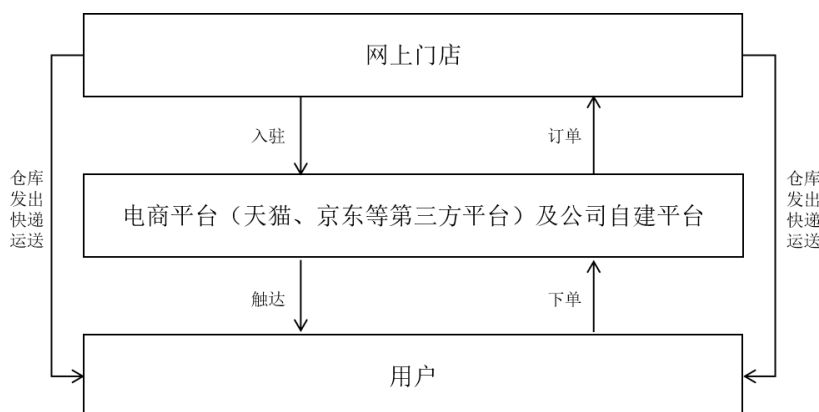 网上门店
入驻
订单
仓库
发出
快递
运送
仓库
发出
快递
运送
电商平台（天猫、京东等第三方平台）及公司自建平台
触达
下单
用户